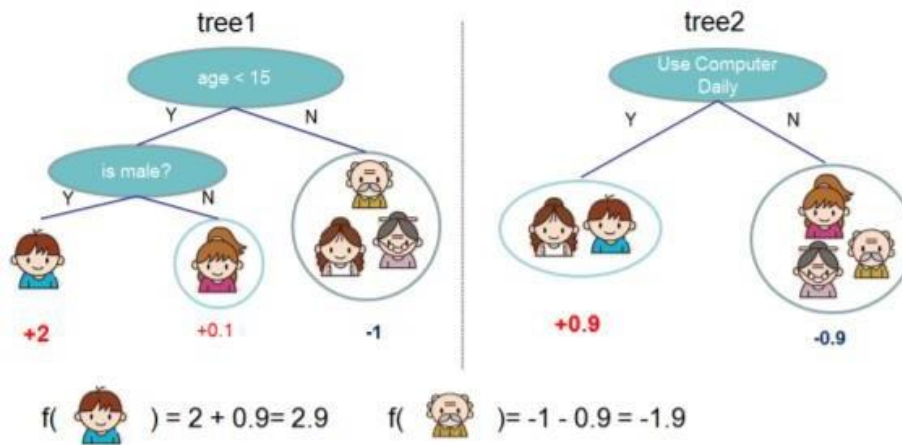 tree1
age < 15
Y
N
is male?
Y
N
+2
+0.1
-1
tree2
Use Computer
Daily
Y
N
+0.9
-0.9
f( ) = 2 + 0.9= 2.9
f( )= -1 - 0.9 = -1.9